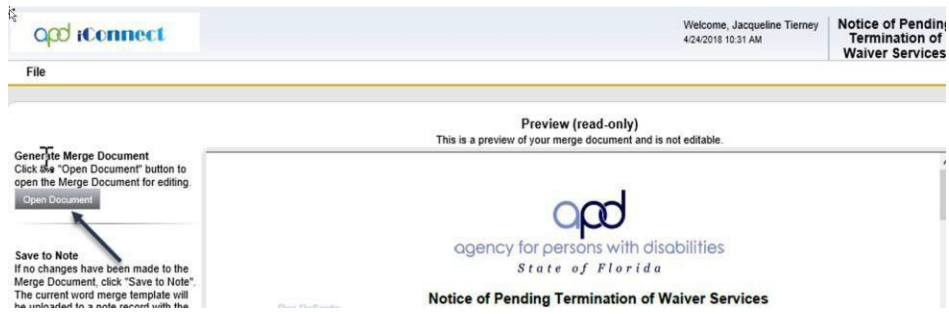 apd iConnect
Welcome, Jacqueline Tierney
4/24/2018 10:31 AM
Notice of Pending
Termination of
Waiver Services
File
Preview (read-only)
This is a preview of your merge document and is not editable.
Generate Merge Document
Click the "Open Document" button to
open the Merge Document for editing.
Open Document
Save to Note
If no changes have been made to the
Merge Document, click "Save to Note".
The current word merge template will
be uploaded to a note record with the
apd
agency for persons with disabilities
State of Florida
Notice of Pending Termination of Waiver Services